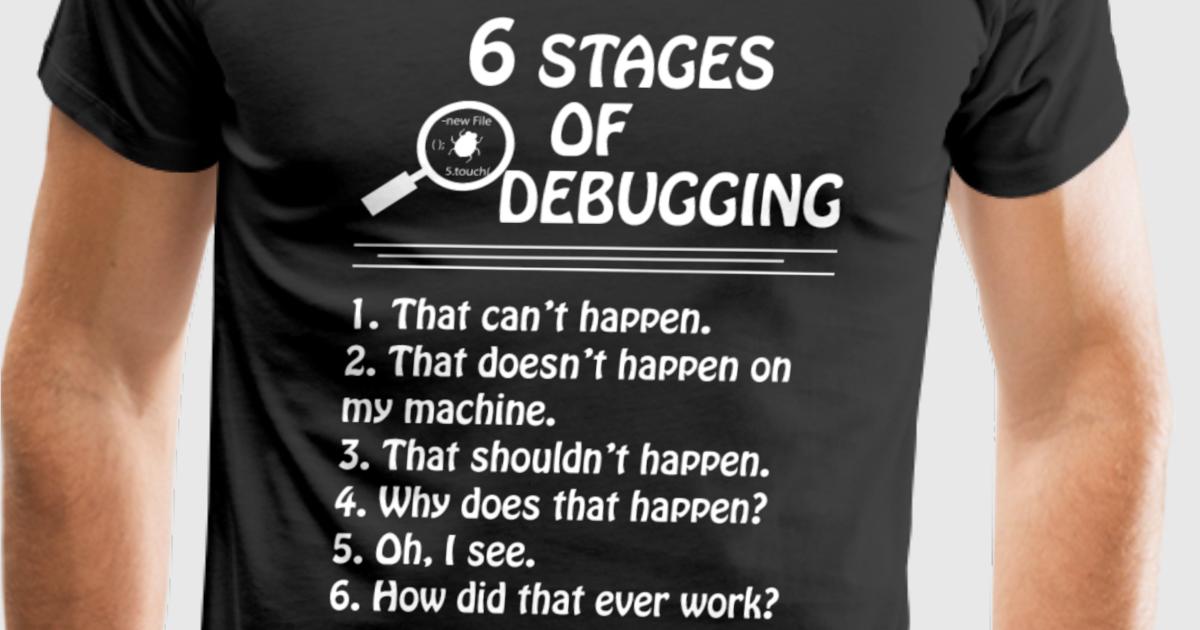 6 STAGES
OF
DEBUGGING
-new File
();
5.touch(
1. That can't happen.
2. That doesn't happen on
my machine.
3. That shouldn't happen.
4. Why does that happen?
5. Oh, I see.
6. How did that ever work?